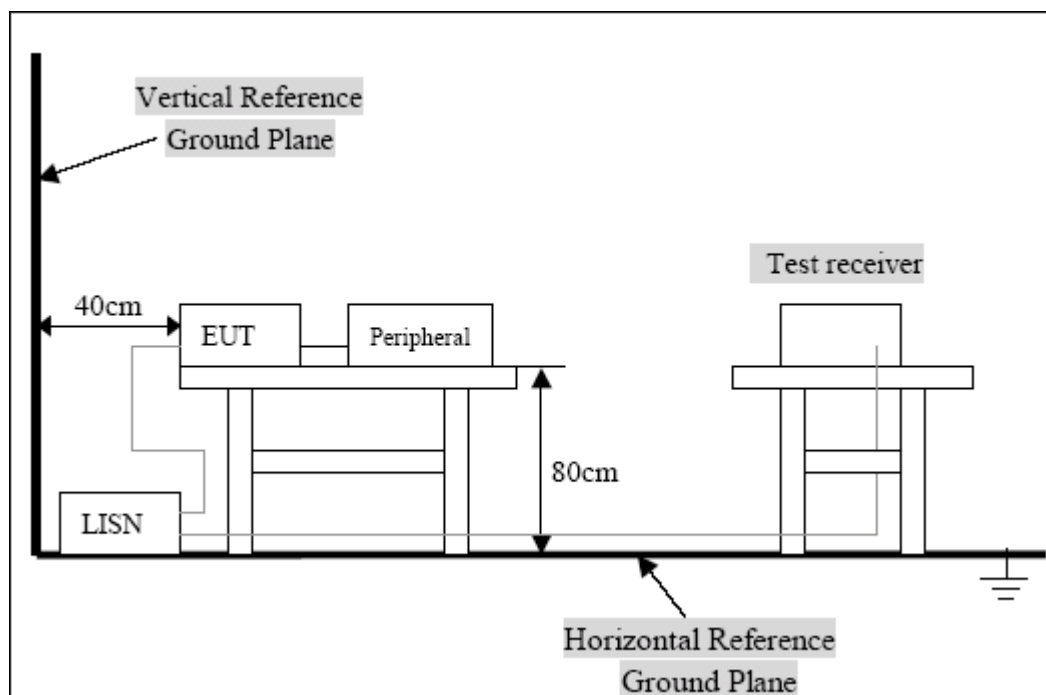 Vertical Reference
Ground Plane
Test receiver
40cm
EUT
Peripheral
80cm
LISN
Horizontal Reference
Ground Plane